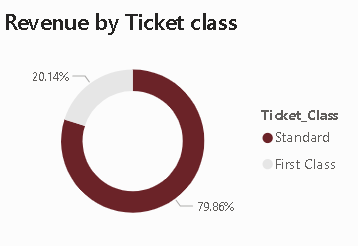 Revenue by Ticket class
20.14%
Ticket_Class
Standard
First Class
79.86%